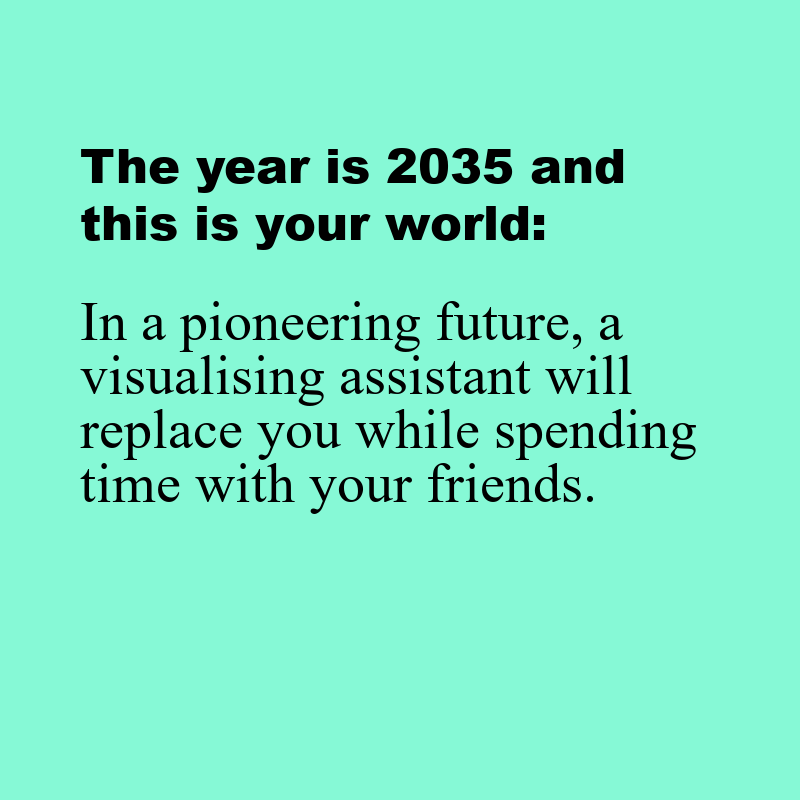 The year is 2035 and
this is your world:
In a pioneering future, a
visualising assistant will
replace you while spending
time with your friends.